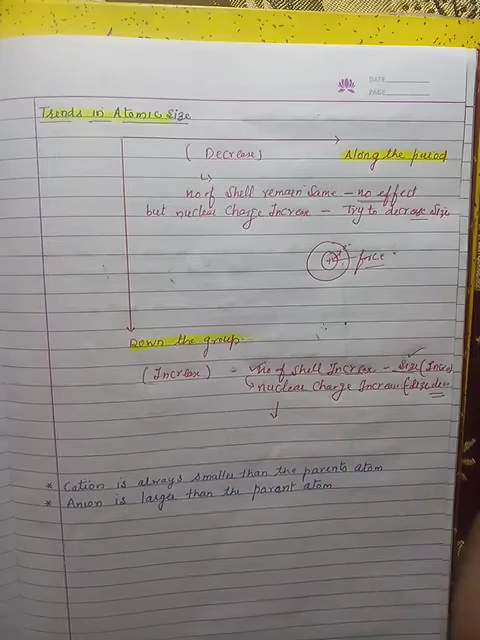 DATE
PAGE
Trends in Atomic Size
( Decrease)
Along the period
no of shell remain same - no effect
but nuclear charge Increase - Try to decrease size
force
Down the group
(Increase) - no of shell Increase - Size (Incre
nuclear charge Increase (Size dec
* Cation is always smaller than the parents atom
* Anion is larger than the parent atom